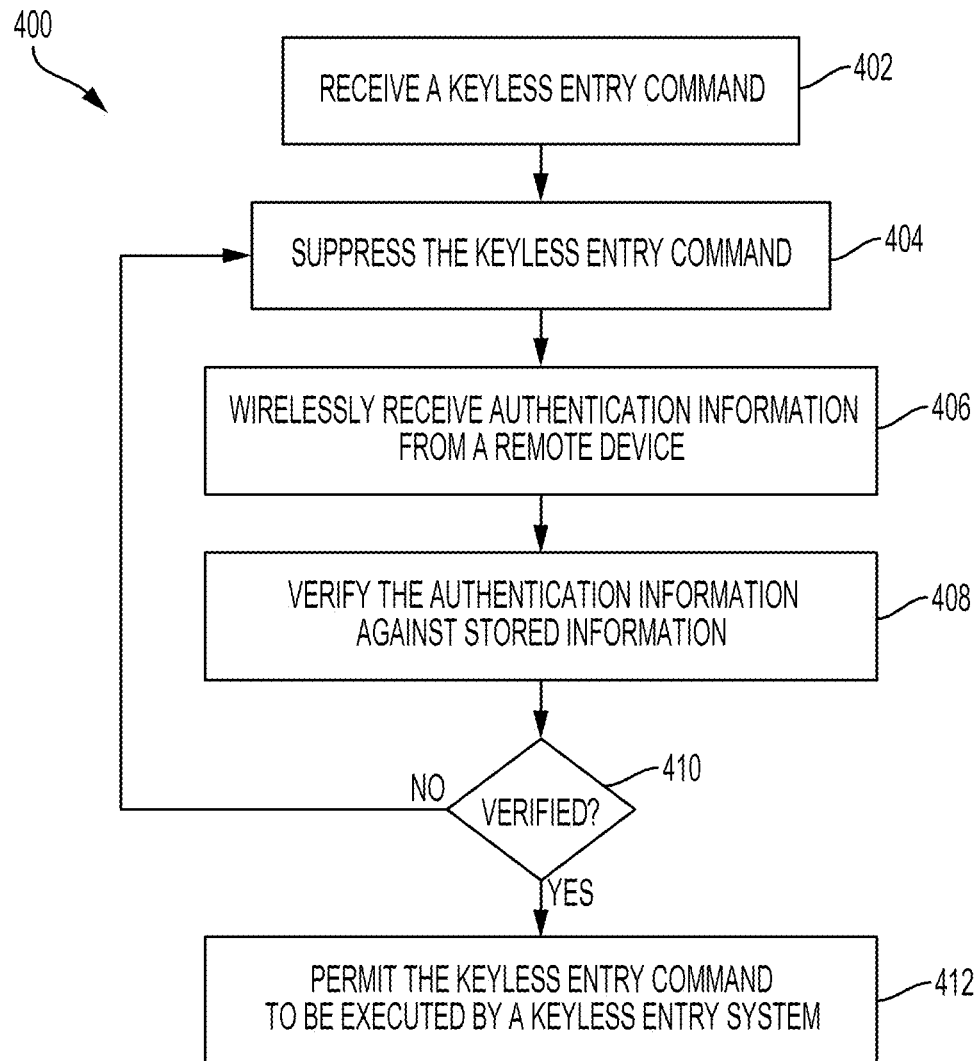 400
RECEIVE A KEYLESS ENTRY COMMAND
402
SUPPRESS THE KEYLESS ENTRY COMMAND
404
WIRELESSLY RECEIVE AUTHENTICATION INFORMATION
FROM A REMOTE DEVICE
406
VERIFY THE AUTHENTICATION INFORMATION
AGAINST STORED INFORMATION
408
NO
VERIFIED?
410
YES
PERMIT THE KEYLESS ENTRY COMMAND
TO BE EXECUTED BY A KEYLESS ENTRY SYSTEM
412